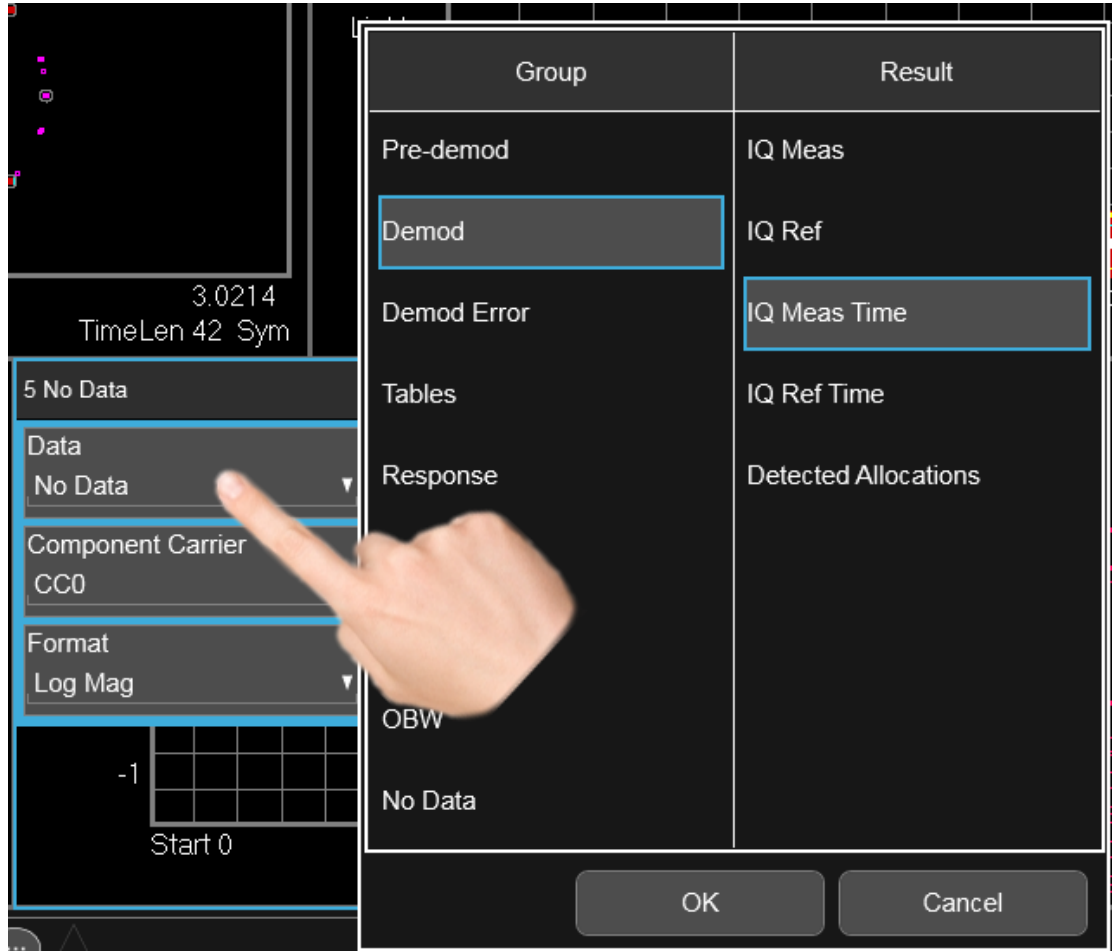 3.0214
TimeLen 42 Sym
5 No Data
Data
No Data
Component Carrier
CC0
Format
Log Mag
-1
Start 0
Group
Result
Pre-demod
IQ Meas
Demod
IQ Ref
Demod Error
IQ Meas Time
Tables
IQ Ref Time
Response
Detected Allocations
OBW
No Data
OK
Cancel
...